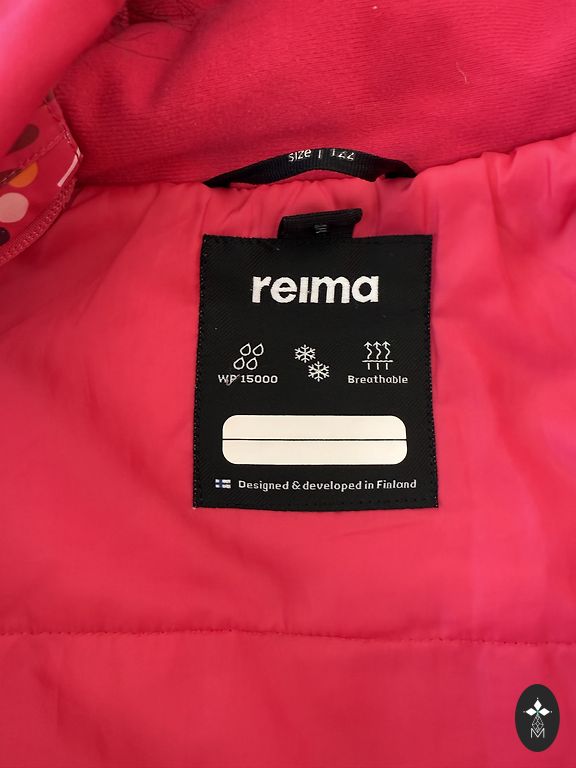 size | 122
reima
WP 15000
Breathable
Designed & developed in Finland